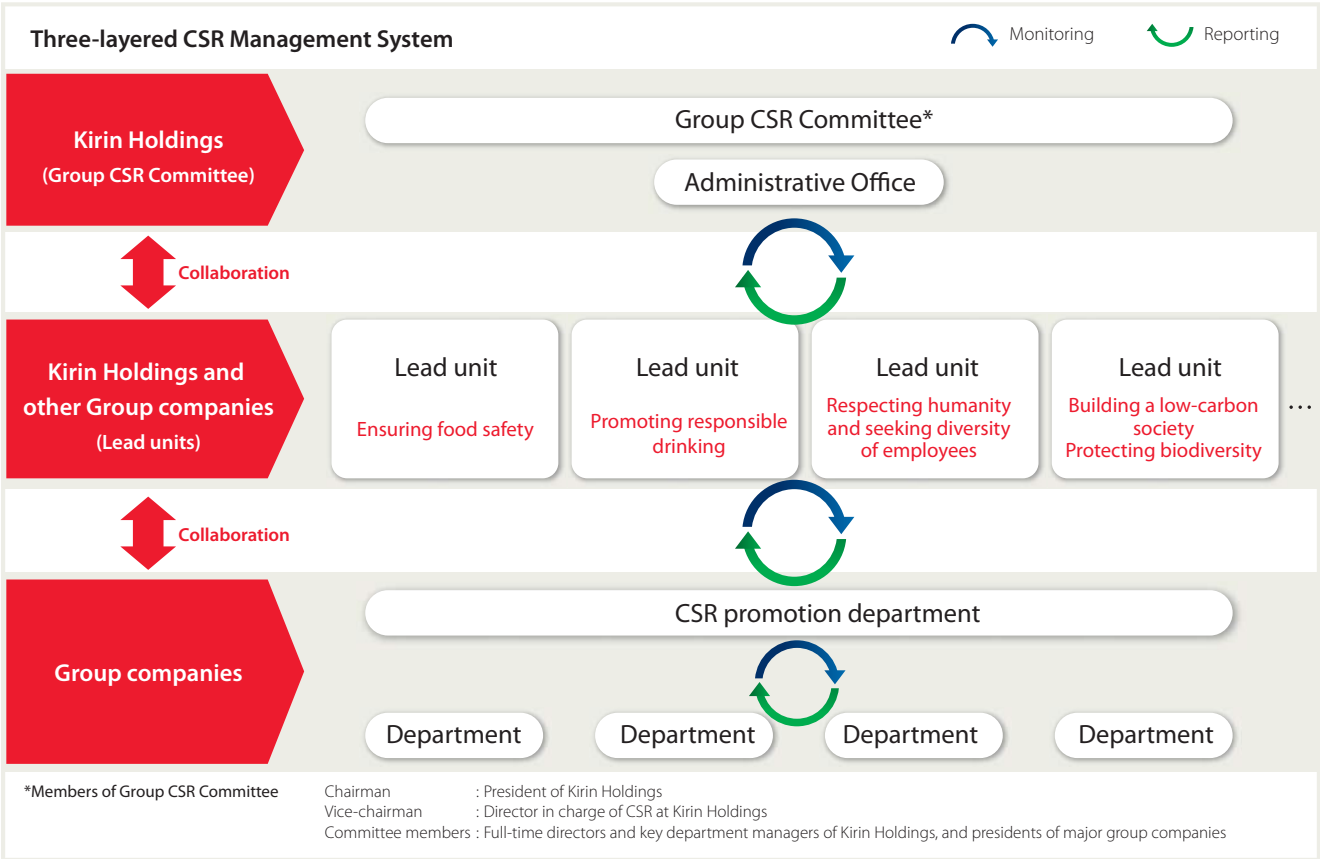 Three-layered CSR Management System
Monitoring
Reporting
Kirin Holdings
(Group CSR Committee)
Group CSR Committee*
Administrative Office
Collaboration
Kirin Holdings and
other Group companies
(Lead units)
Lead unit
Ensuring food safety
Lead unit
Promoting responsible
drinking
Lead unit
Respecting humanity
and seeking diversity
of employees
Lead unit
Building a low-carbon
society
Protecting biodiversity
...
Collaboration
Group companies
CSR promotion department
Department
Department
Department
Department
*Members of Group CSR Committee
Chairman : President of Kirin Holdings
Vice-chairman : Director in charge of CSR at Kirin Holdings
Committee members : Full-time directors and key department managers of Kirin Holdings, and presidents of major group companies